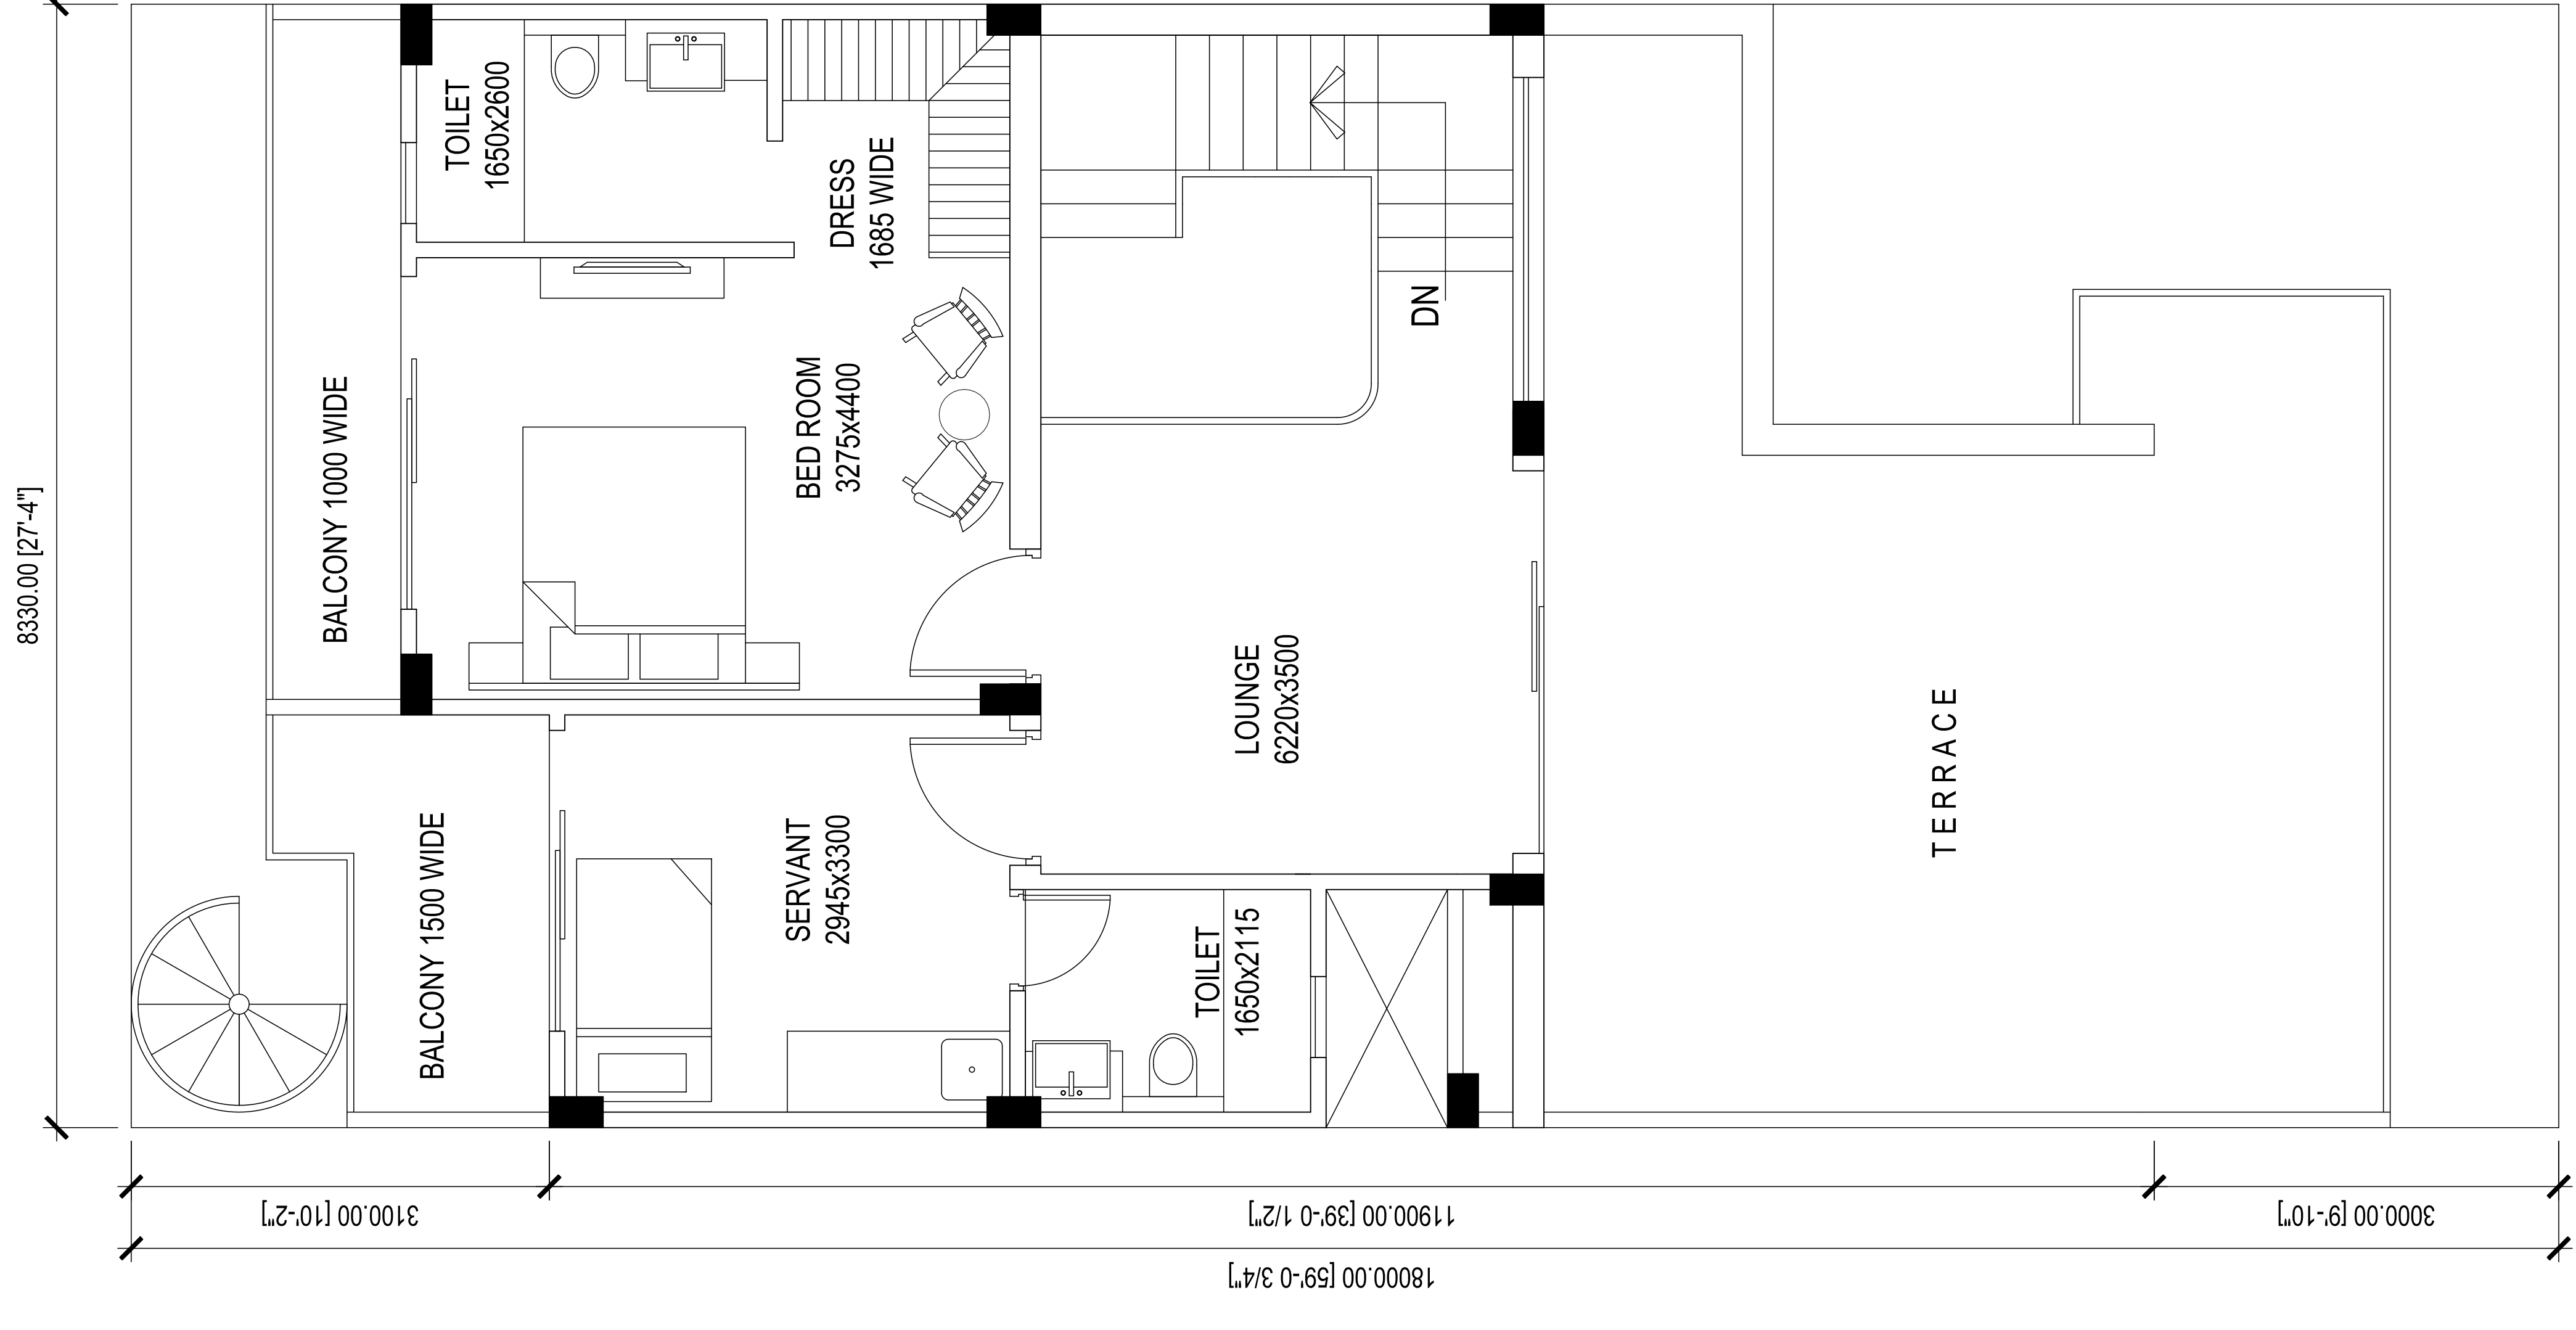 8330.00 [27'-4"]
BALCONY 1000 WIDE
TOILET
1650x2600
DRESS
1685 WIDE
BED ROOM
3275x4400
DN
LOUNGE
6220x3500
TERRACE
BALCONY 1500 WIDE
SERVANT
2945x3300
TOILET
1650x2115
3100.00 [10'-2"]
11900.00 [39'-0 1/2"]
3000.00 [9'-10"]
18000.00 [59'-0 3/4"]